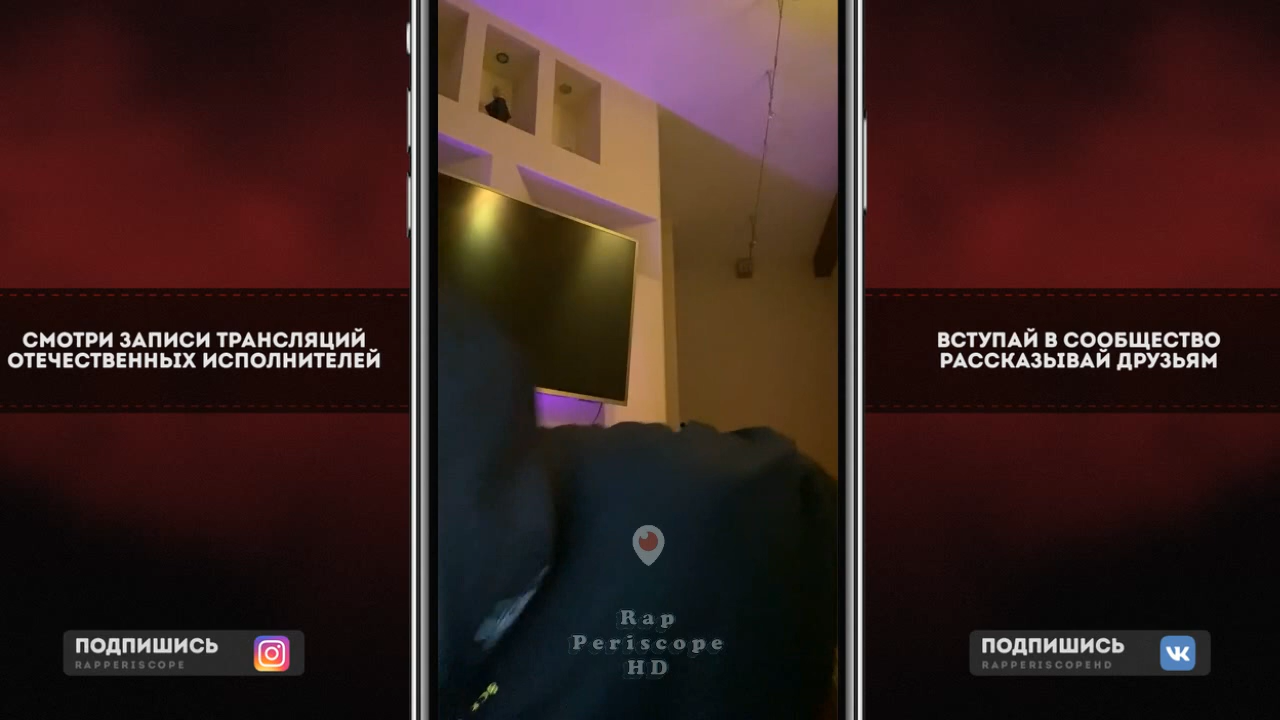 СМОТРИ ЗАПИСИ ТРАНСЛЯЦИЙ
ОТЕЧЕСТВЕННЫХ ИСПОЛНИТЕЛЕЙ
ПОДПИШИСЬ
RAPPERISCOPE
Rap
Periscope
HD
ВСТУПАЙ В СООБЩЕСТВО
РАССКАЗЫВАЙ ДРУЗЬЯМ
ПОДПИШИСЬ
RAPPERISCOPEHD